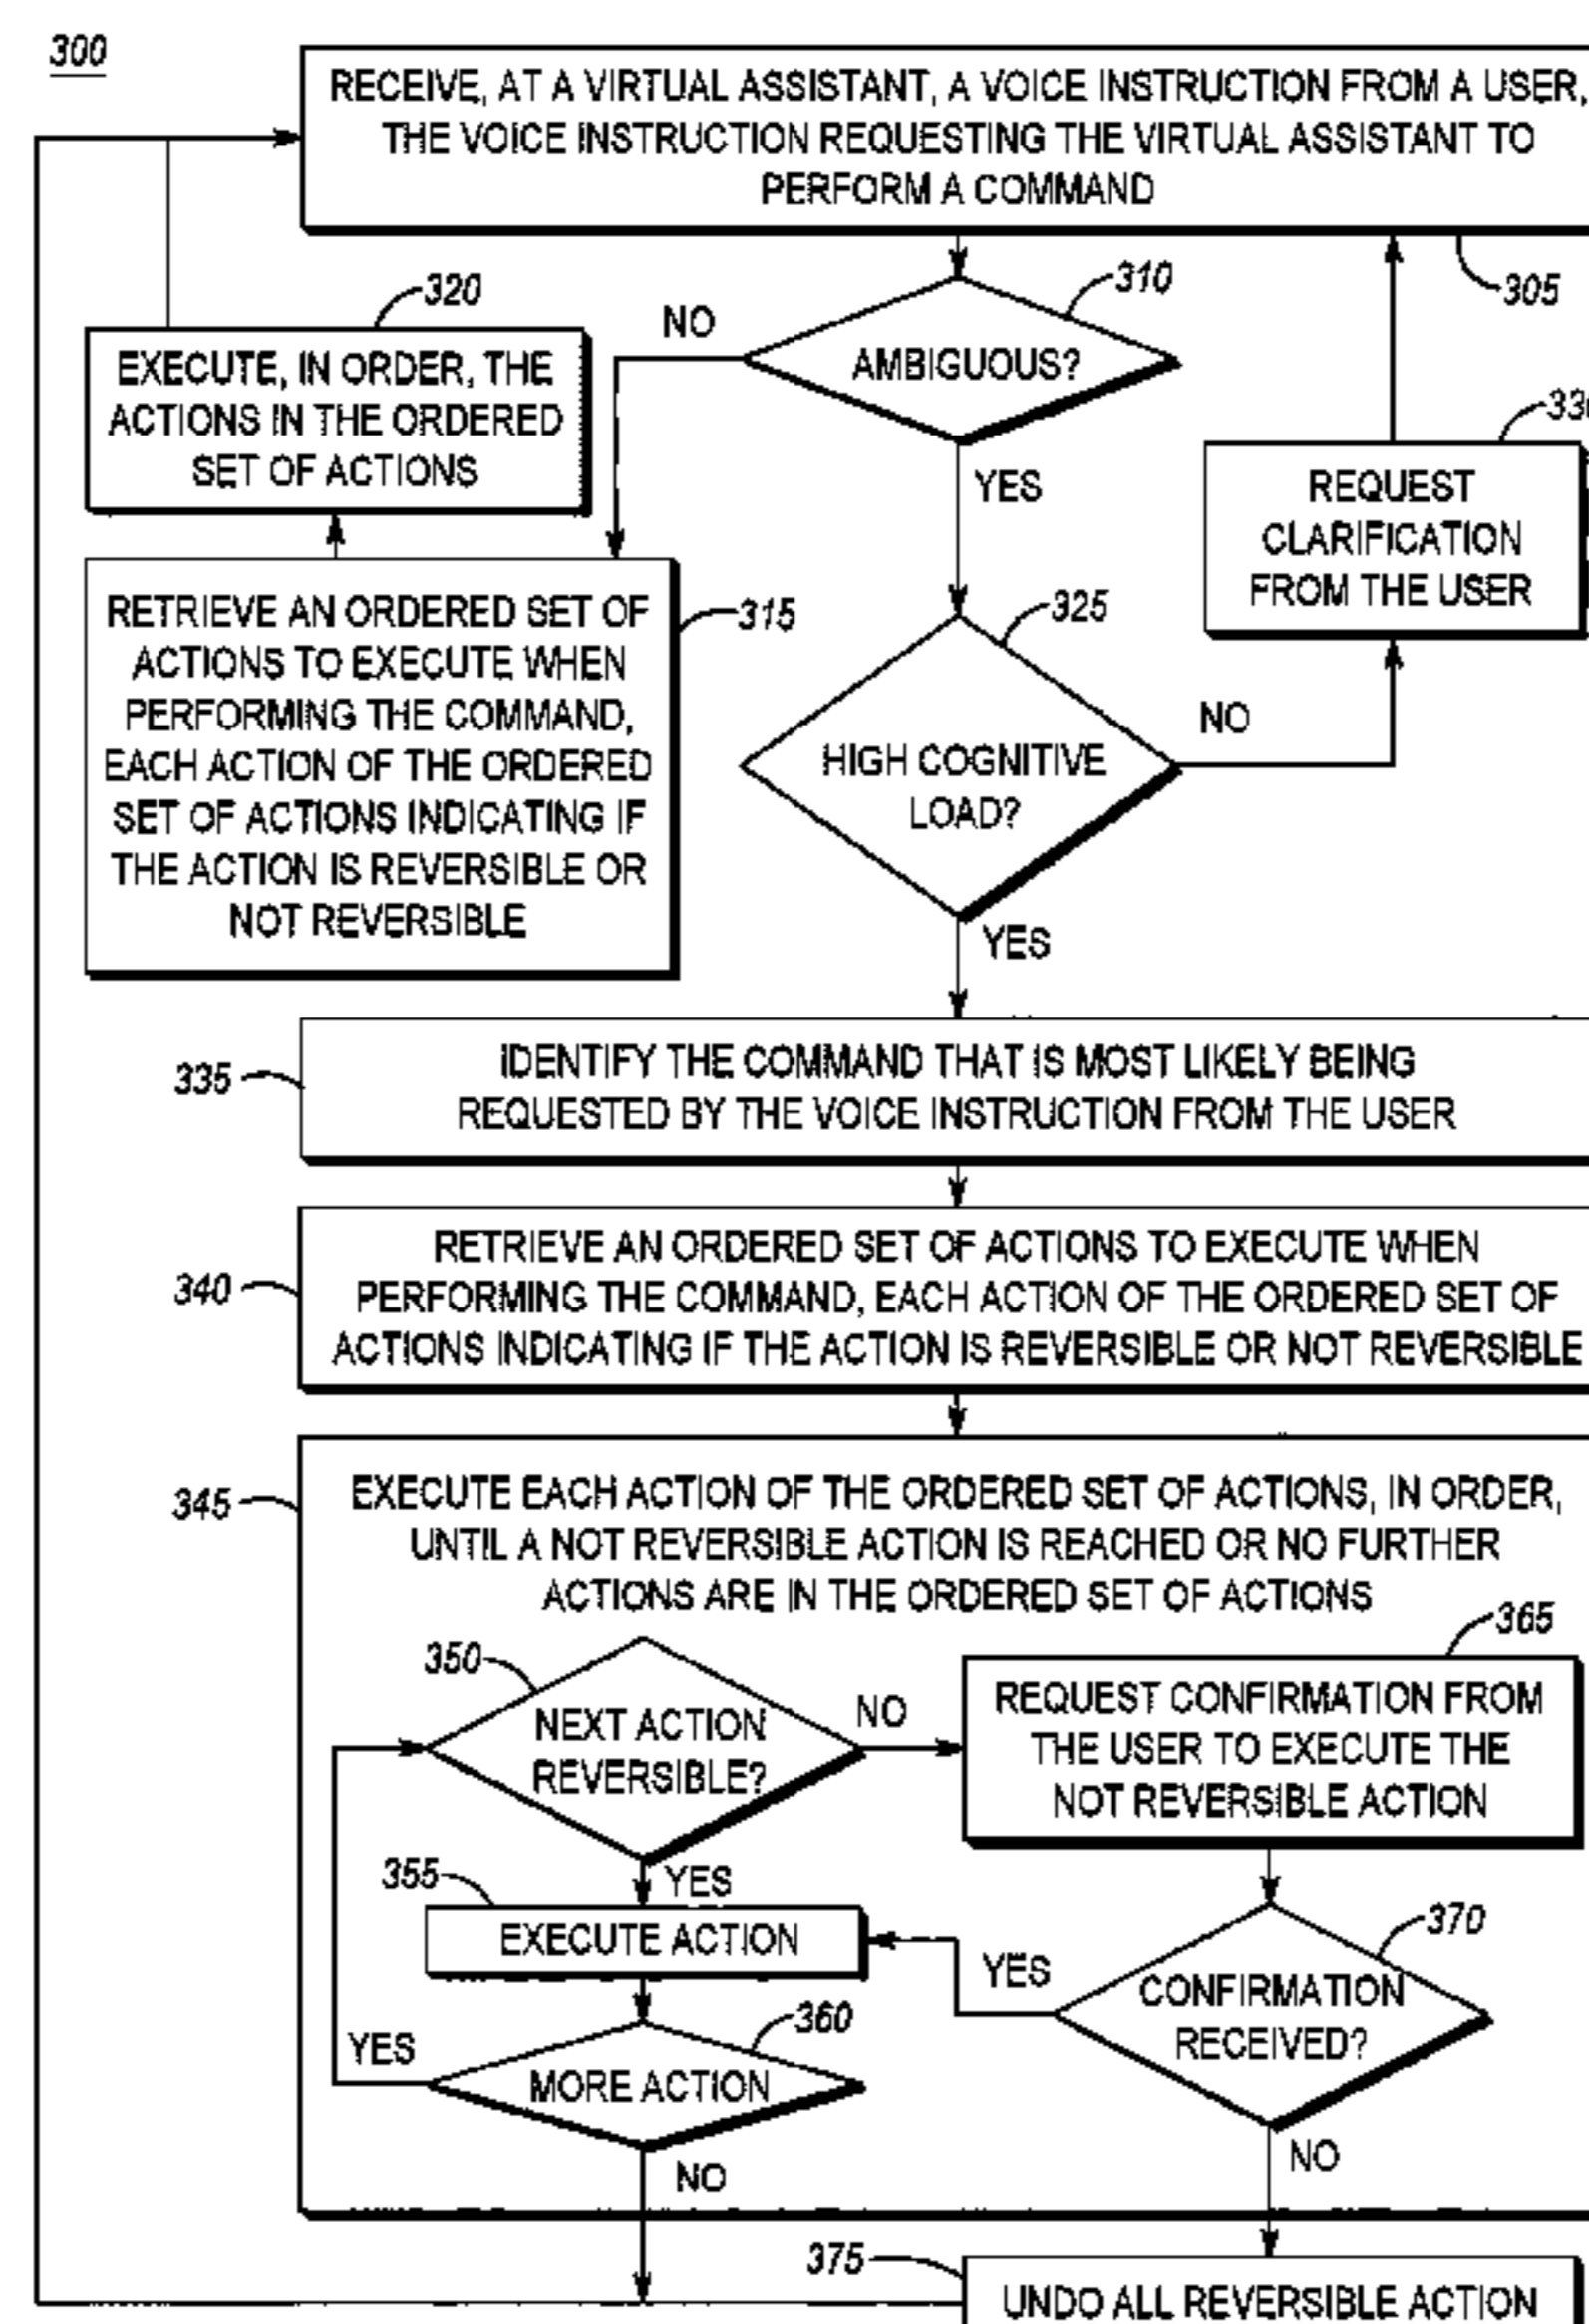 300
RECEIVE, AT A VIRTUAL ASSISTANT, A VOICE INSTRUCTION FROM A USER,
THE VOICE INSTRUCTION REQUESTING THE VIRTUAL ASSISTANT TO
PERFORM A COMMAND
305
310
AMBIGUOUS?
NO
YES
320
EXECUTE, IN ORDER, THE
ACTIONS IN THE ORDERED
SET OF ACTIONS
315
RETRIEVE AN ORDERED SET OF
ACTIONS TO EXECUTE WHEN
PERFORMING THE COMMAND,
EACH ACTION OF THE ORDERED
SET OF ACTIONS INDICATING IF
THE ACTION IS REVERSIBLE OR
NOT REVERSIBLE
REQUEST
CLARIFICATION
FROM THE USER
325
HIGH COGNITIVE
LOAD?
NO
YES
335
IDENTIFY THE COMMAND THAT IS MOST LIKELY BEING
REQUESTED BY THE VOICE INSTRUCTION FROM THE USER
340
RETRIEVE AN ORDERED SET OF ACTIONS TO EXECUTE WHEN
PERFORMING THE COMMAND, EACH ACTION OF THE ORDERED SET OF
ACTIONS INDICATING IF THE ACTION IS REVERSIBLE OR NOT REVERSIBLE
345
EXECUTE EACH ACTION OF THE ORDERED SET OF ACTIONS, IN ORDER,
UNTIL A NOT REVERSIBLE ACTION IS REACHED OR NO FURTHER
ACTIONS ARE IN THE ORDERED SET OF ACTIONS
350
NEXT ACTION
REVERSIBLE?
NO
YES
365
REQUEST CONFIRMATION FROM
THE USER TO EXECUTE THE
NOT REVERSIBLE ACTION
355
EXECUTE ACTION
370
CONFIRMATION
RECEIVED?
YES
NO
360
MORE ACTION
YES
NO
375
UNDO ALL REVERSIBLE ACTION